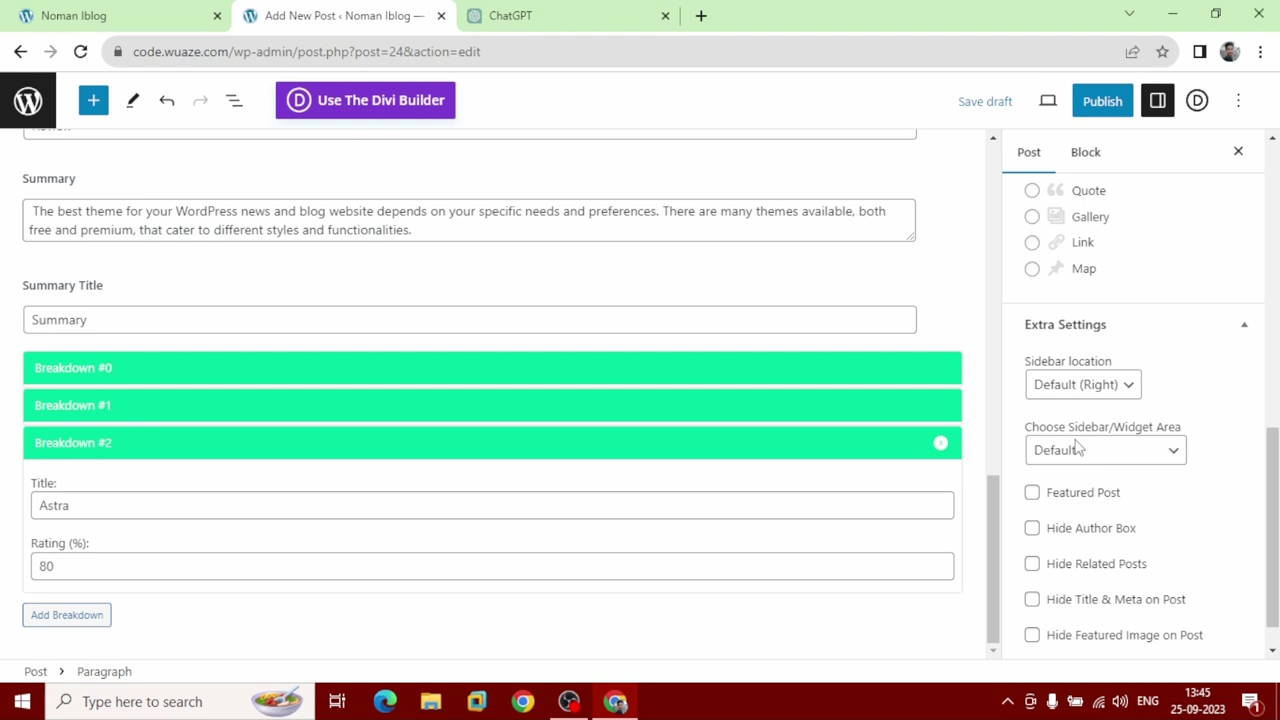 Noman Iblog
Add New Post ‹ Noman Iblog —
ChatGPT
code.wuaze.com/wp-admin/post.php?post=24&action=edit
Use The Divi Builder
Save draft
Publish
Post
Block
Summary
The best theme for your WordPress news and blog website depends on your specific needs and preferences. There are many themes available, both
free and premium, that cater to different styles and functionalities.
Summary Title
Summary
Breakdown #0
Breakdown #1
Breakdown #2
Title:
Astra
Rating (%):
80
Add Breakdown
Quote
Gallery
Link
Map
Extra Settings
Sidebar location
Default (Right)
Choose Sidebar/Widget Area
Default
Featured Post
Hide Author Box
Hide Related Posts
Hide Title & Meta on Post
Hide Featured Image on Post
Post
Paragraph
Type here to search
ENG
13:45
25-09-2023
1